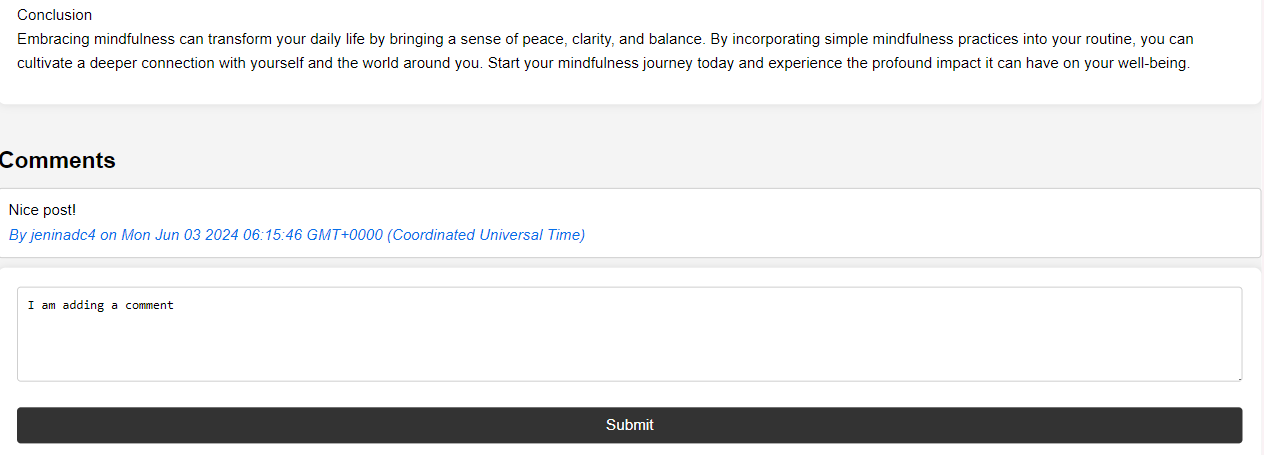 Conclusion
Embracing mindfulness can transform your daily life by bringing a sense of peace, clarity, and balance. By incorporating simple mindfulness practices into your routine, you can
cultivate a deeper connection with yourself and the world around you. Start your mindfulness journey today and experience the profound impact it can have on your well-being.
Comments
Nice post!
By jeninadc4 on Mon Jun 03 2024 06:15:46 GMT+0000 (Coordinated Universal Time)
I am adding a comment
Submit